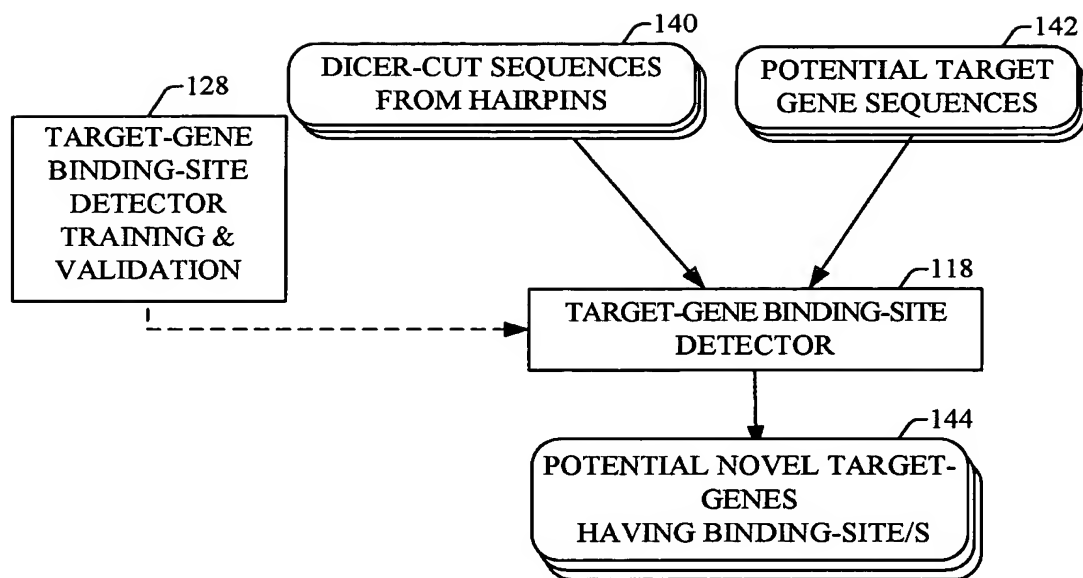 140
DICER-CUT SEQUENCES
FROM HAIRPINS
142
POTENTIAL TARGET
GENE SEQUENCES
128
TARGET-GENE
BINDING-SITE
DETECTOR
TRAINING &
VALIDATION
118
TARGET-GENE BINDING-SITE
DETECTOR
144
POTENTIAL NOVEL TARGET-
GENES
HAVING BINDING-SITE/S